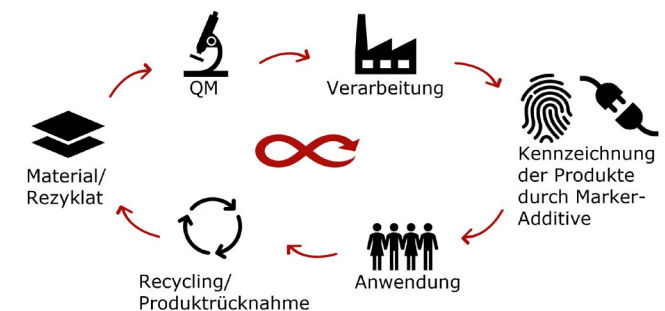 QM
Verarbeitung
Kennzeichnung
der Produkte
durch Marker-
Additive
Material/
Rezyklat
Anwendung
Recycling/
Produktrücknahme